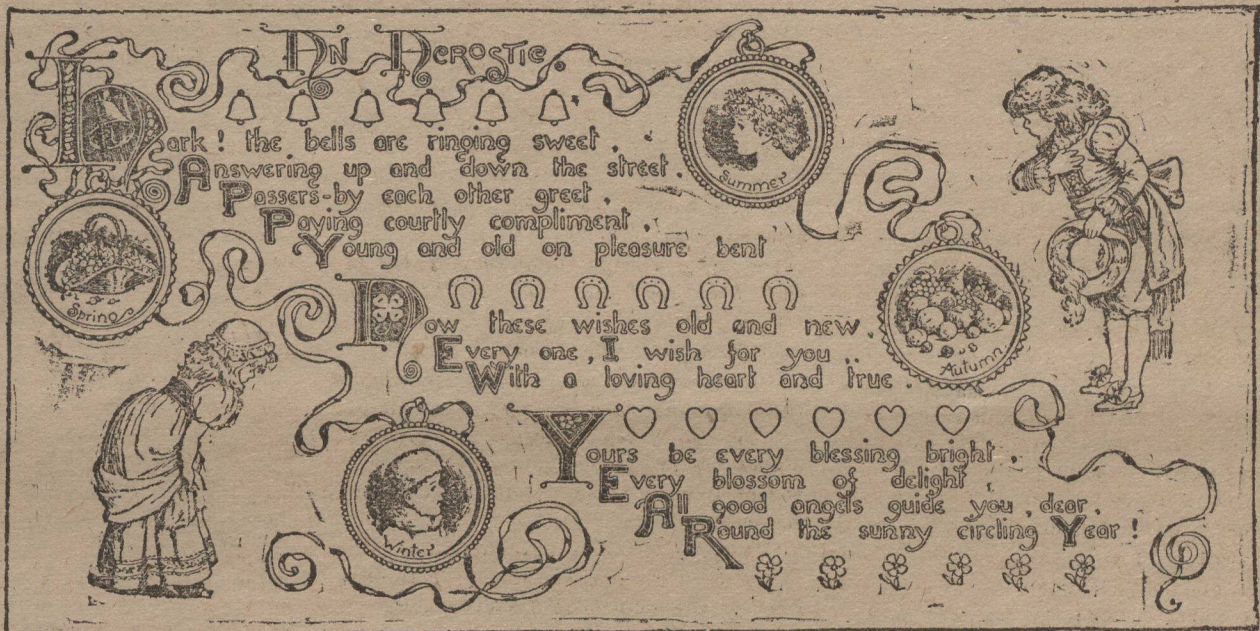 An Acrostic.
Hark! the bells are ringing sweet,
Answering up and down the street.
Passers-by each other greet,
Paying courtly compliment,
Young and old on pleasure bent
Now these wishes old and new,
Every one, I wish for you
With a loving heart and true.
Yours be every blessing bright,
Every blossom of delight,
All good angels guide you, dear,
Round the sunny circling Year!
Spring
Summer
Autumn
Winter